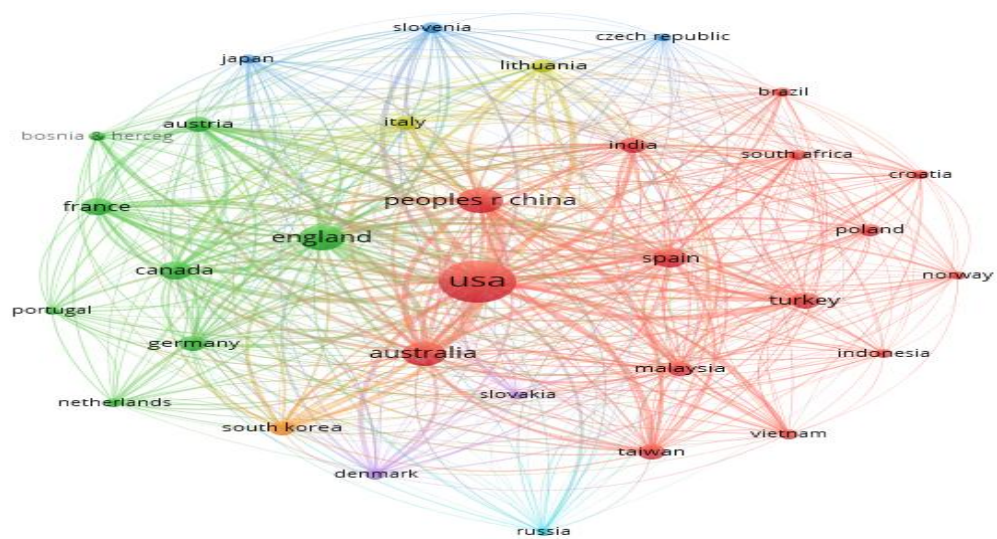 slovenia
czech republic
japan
lithuania
brazil
austria
italy
bosnia & herceg
india
south africa
croatia
peoples r china
france
england
poland
spain
canada
norway
usa
turkey
portugal
germany
australia
indonesia
malaysia
slovakia
netherlands
south korea
vietnam
taiwan
denmark
russia